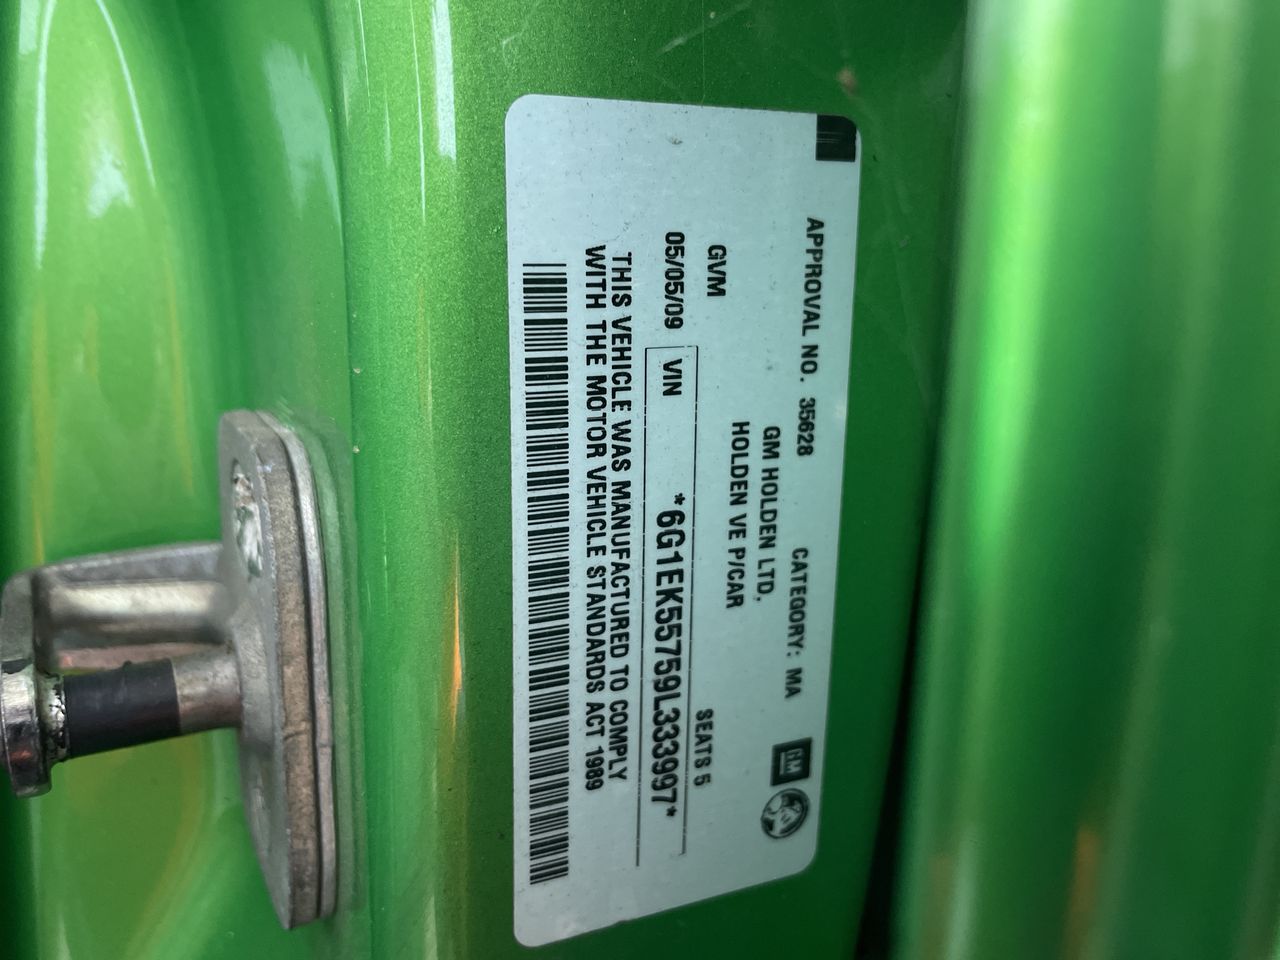 APPROVAL NO. 35628 CATEGORY: MA
GM
GM HOLDEN LTD.
HOLDEN VE P/CAR
GVM SEATS 5
05/05/09 VIN *6G1EK55759L333997*
THIS VEHICLE WAS MANUFACTURED TO COMPLY
WITH THE MOTOR VEHICLE STANDARDS ACT 1989